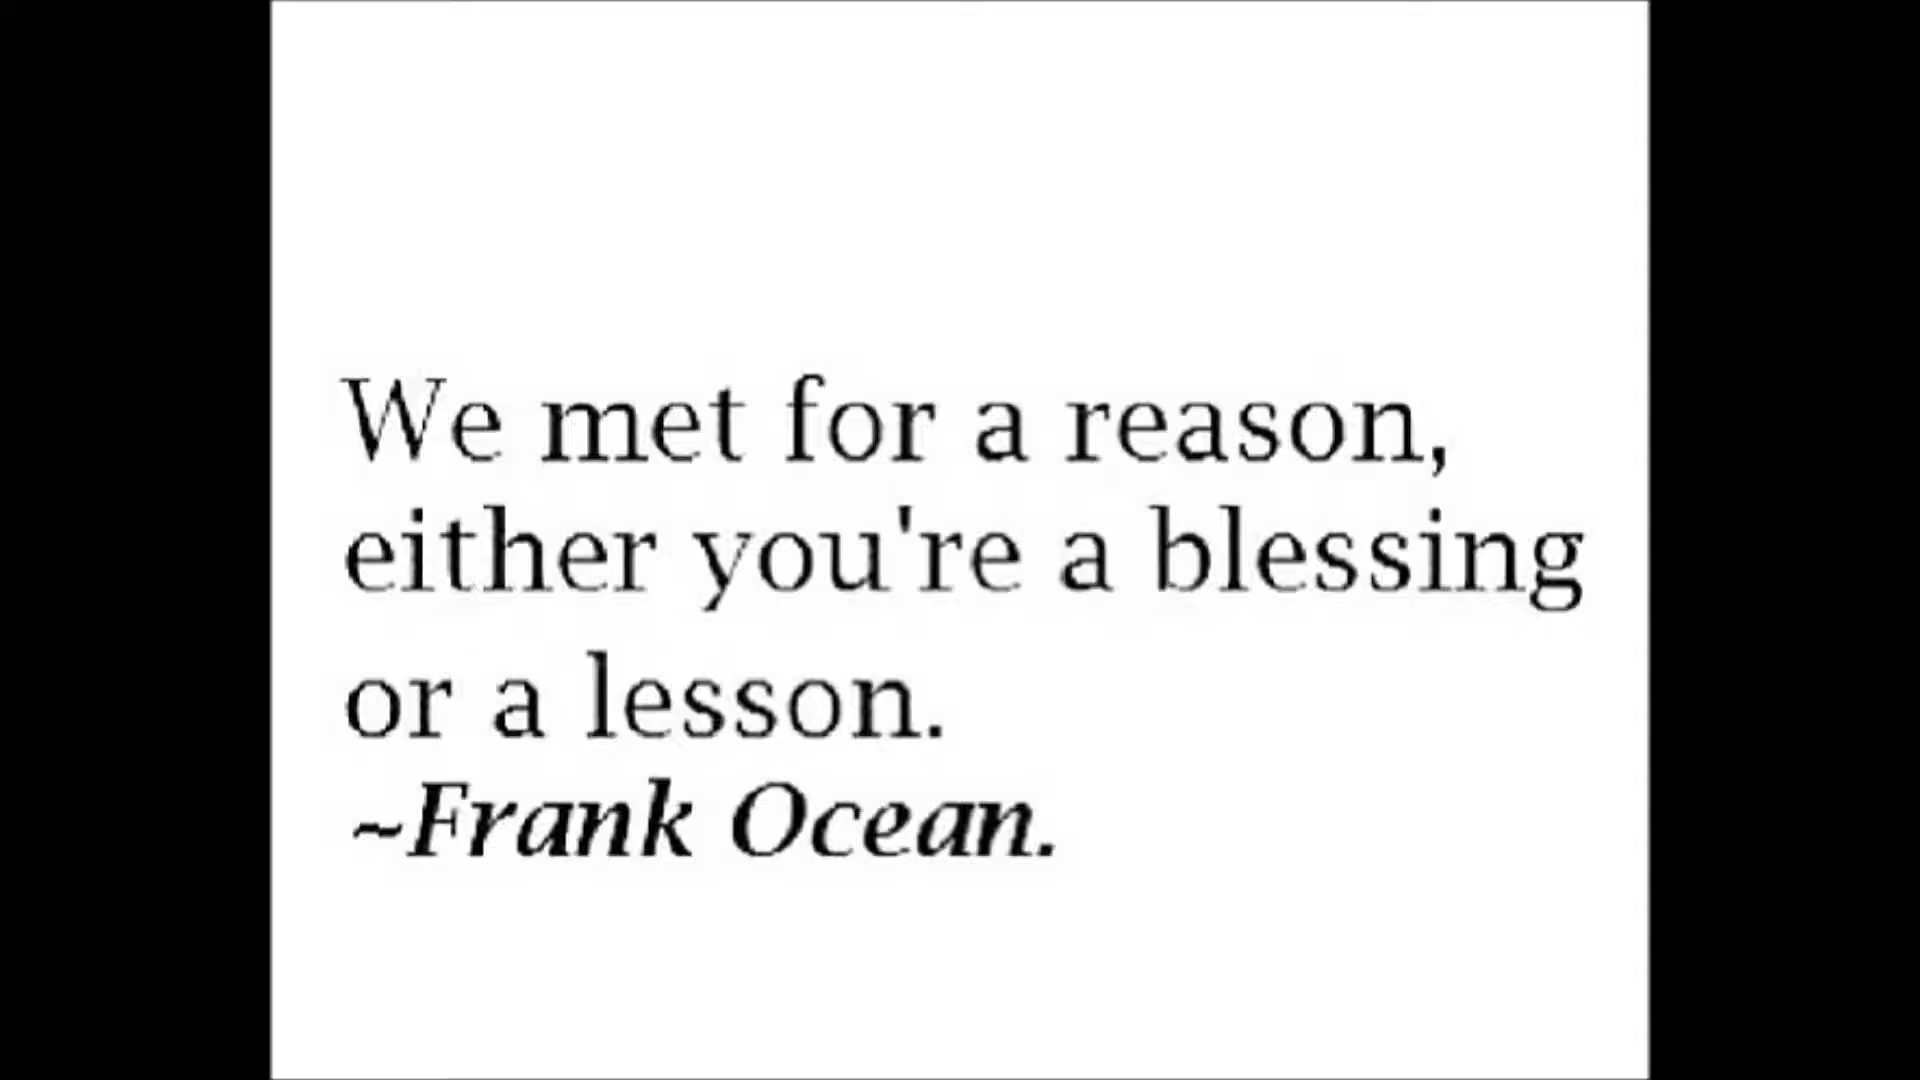 We met for a reason,
either you're a blessing
or a lesson.
~Frank Ocean.